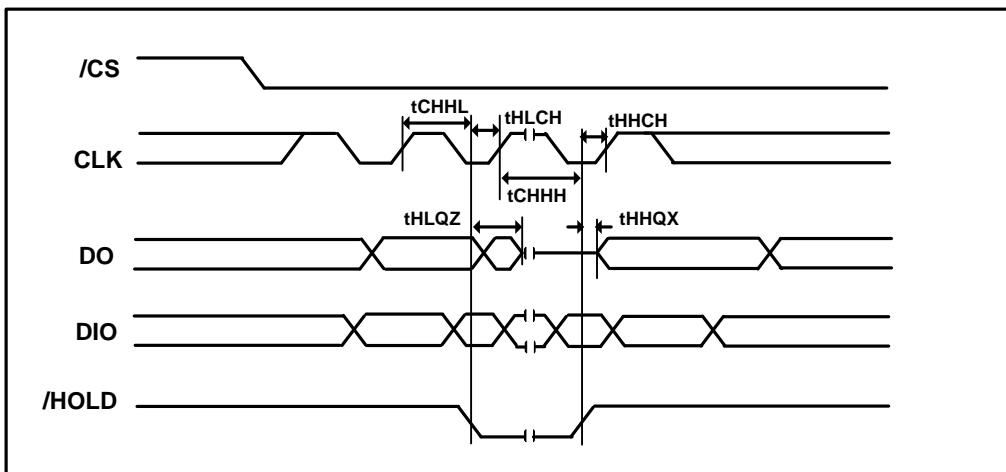 /CS
tCHHL
tHLCH
tHHCH
CLK
tCHHH
tHLQZ
tHHQX
DO
DIO
/HOLD